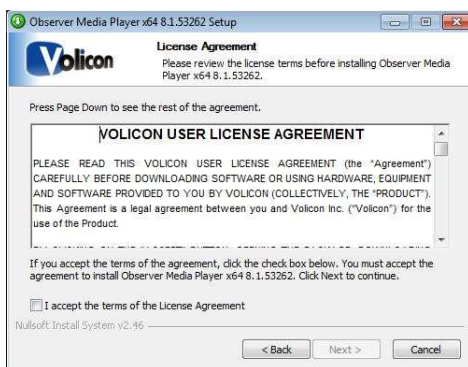 Observer Media Player x64 8.1.53262 Setup
Volicon
License Agreement
Please review the license terms before installing Observer Media
Player x64 8.1.53262.
Press Page Down to see the rest of the agreement.
VOLICON USER LICENSE AGREEMENT
PLEASE READ THIS VOLICON USER LICENSE AGREEMENT (the “Agreement”)
CAREFULLY BEFORE DOWNLOADING SOFTWARE OR USING HARDWARE, EQUIPMENT
AND SOFTWARE PROVIDED TO YOU BY VOLICON (COLLECTIVELY, THE “PRODUCT”).
This Agreement is a legal agreement between you and Volicon Inc. (“Volicon”) for the
use of the Product.
If you accept the terms of the agreement, click the check box below. You must accept the
agreement to install Observer Media Player x64 8.1.53262. Click Next to continue.
I accept the terms of the License Agreement
Nullsoft Install System v2.46
< Back
Next >
Cancel